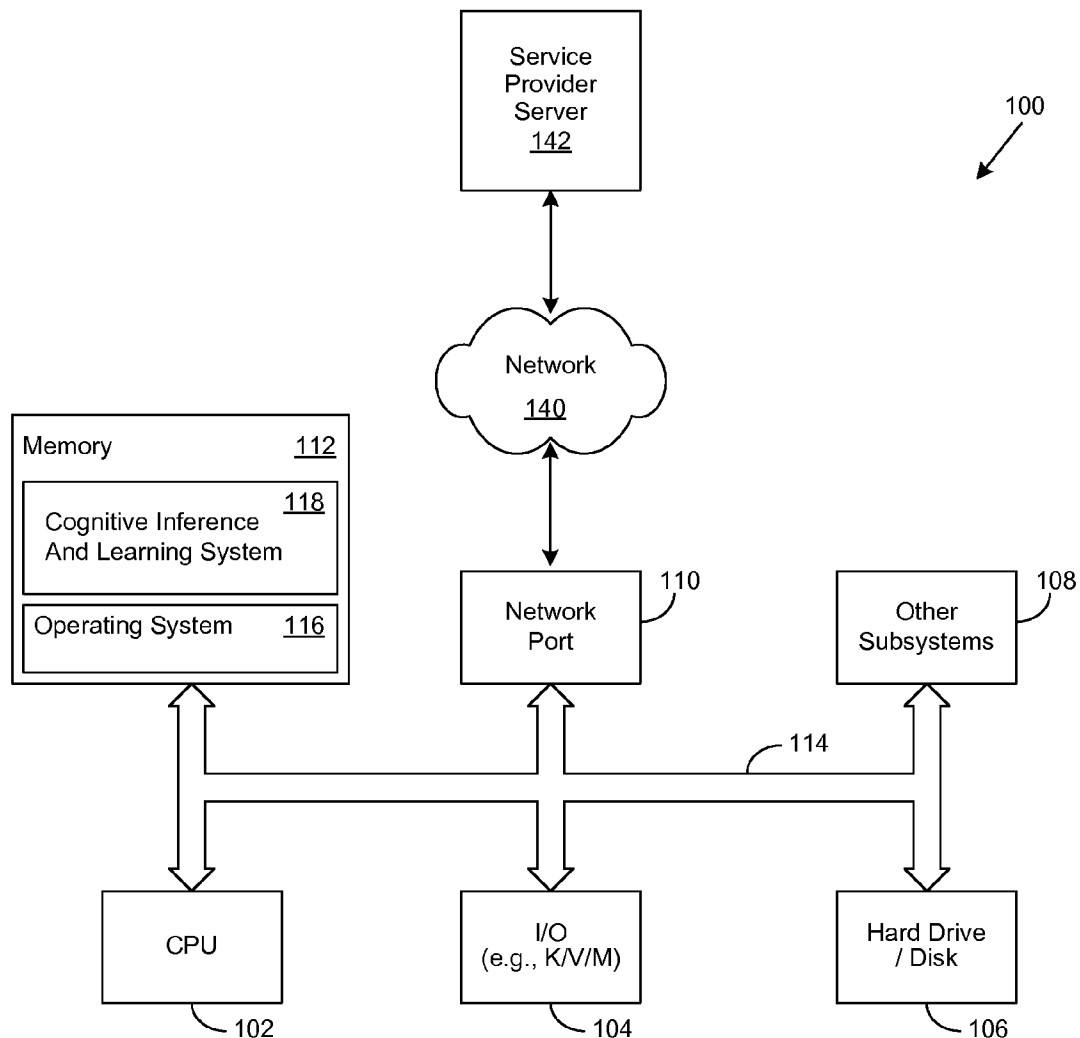 Service
Provider
Server
142
100
Network
140
Memory 112
118
Cognitive Inference
And Learning System
Operating System 116
Network
Port
110
Other
Subsystems
108
114
CPU
102
I/O
(e.g., K/V/M)
104
Hard Drive
/ Disk
106